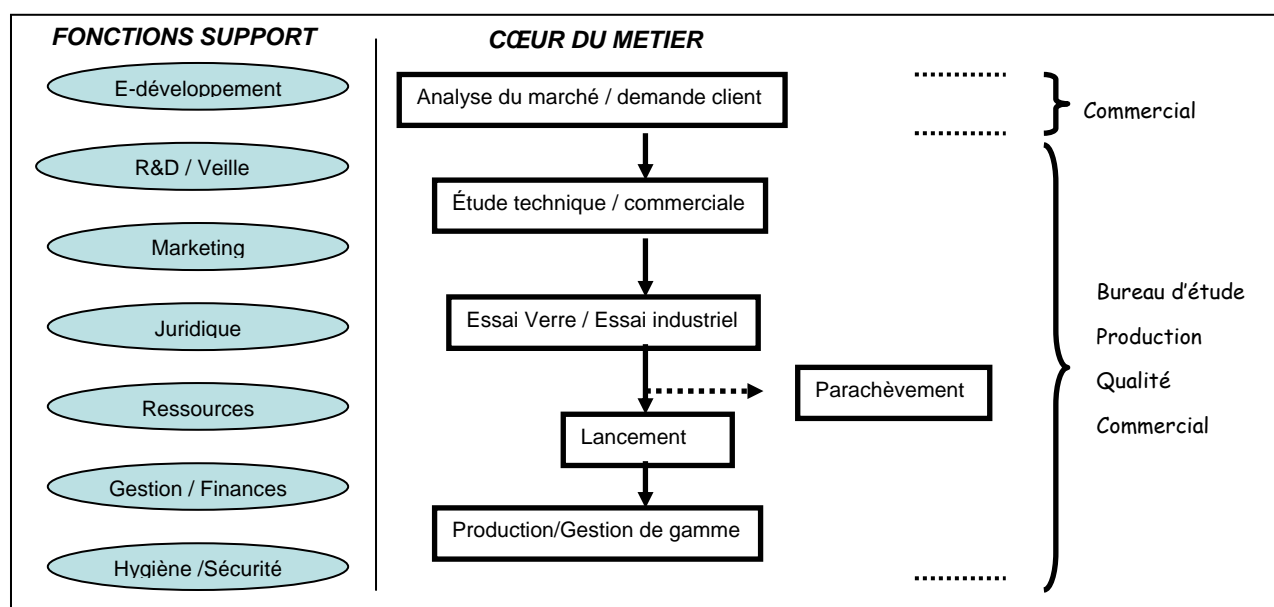 FONCTIONS SUPPORT
E-développement
R&D / Veille
Marketing
Juridique
Ressources
Gestion / Finances
Hygiène /Sécurité
CŒUR DU METIER
Analyse du marché / demande client
Étude technique / commerciale
Essai Verre / Essai industriel
Parachèvement
Lancement
Production/Gestion de gamme
Commercial
Bureau d'étude
Production
Qualité
Commercial